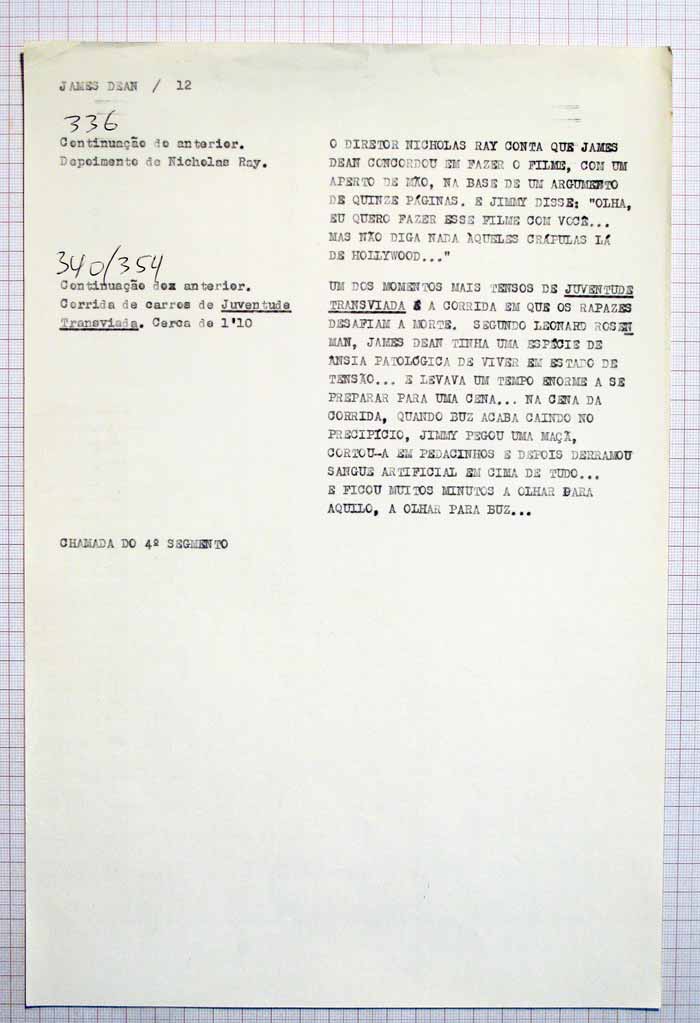 JAMES DEAN / 12
336
Continuação do anterior.
Depoimento de Nicholas Ray.
O DIRETOR NICHOLAS RAY CONTA QUE JAMES
DEAN CONCORDOU EM FAZER O FILME, COM UM
APERTO DE MÃO, NA BASE DE UM ARGUMENTO
DE QUINZE PÁGINAS. E JIMMY DISSE: "OLHA,
EU QUERO FAZER ESSE FILME COM VOCÊ...
MAS NÃO DIGA NADA ÀQUELES CRÁPULAS LÁ
DE HOLLYWOOD..."
340/354
Continuação dox anterior.
Corrida de carros de Juventude
Transviada. Cerca de 1'10
UM DOS MOMENTOS MAIS TENSOS DE JUVENTUDE
TRANSVIADA É A CORRIDA EM QUE OS RAPAZES
DESAFIAM A MORTE. SEGUNDO LEONARD ROSEN
MAN, JAMES DEAN TINHA UMA ESPÉCIE DE
ÂNSIA PATOLÓGICA DE VIVER EM ESTADO DE
TENSÃO... E LEVAVA UM TEMPO ENORME A SE
PREPARAR PARA UMA CENA... NA CENA DA
CORRIDA, QUANDO BUZ ACABA CAINDO NO
PRECIPÍCIO, JIMMY PEGOU UMA MAÇÃ,
CORTOU-A EM PEDACINHOS E DEPOIS DERRAMOU
SANGUE ARTIFICIAL EM CIMA DE TUDO...
E FICOU MUITOS MINUTOS A OLHAR PARA
AQUILO, A OLHAR PARA BUZ...
CHAMADA DO 4º SEGMENTO